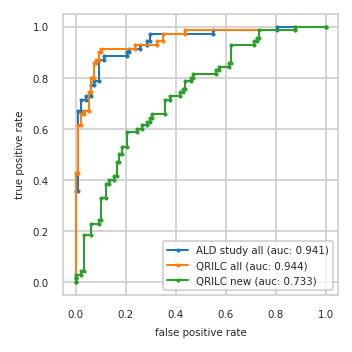 1.0
0.8
0.6
0.4
0.2
0.0
true positive rate
ALD study all (auc: 0.941)
QRILC all (auc: 0.944)
QRILC new (auc: 0.733)
0.0 0.2 0.4 0.6 0.8 1.0
false positive rate